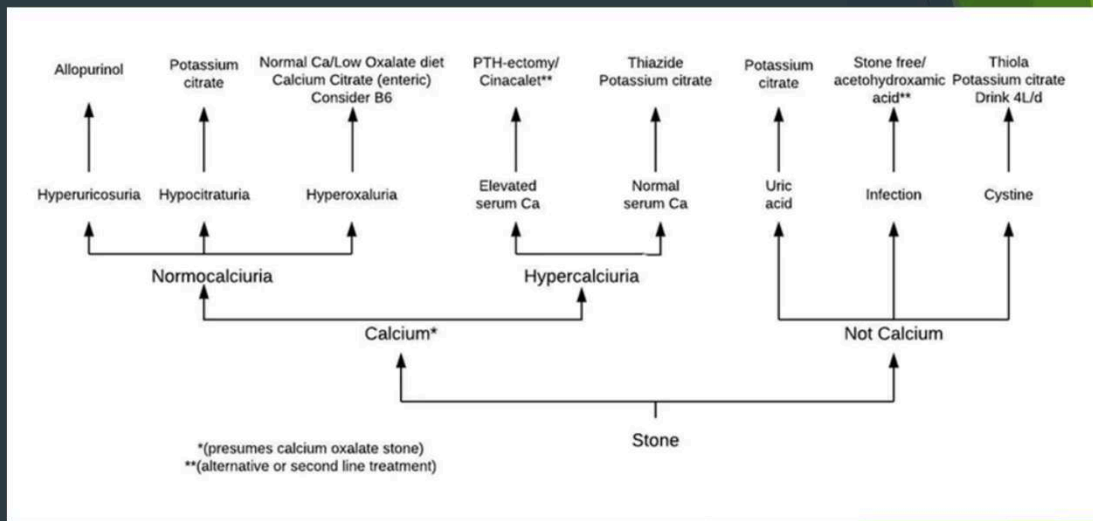 Allopurinol
Potassium
citrate
Normal Ca/Low Oxalate diet
Calcium Citrate (enteric)
Consider B6
PTH-ectomy/
Cinacalet**
Thiazide
Potassium citrate
Potassium
citrate
Stone free/
acetohydroxamic
acid**
Thiola
Potassium citrate
Drink 4L/d
Hyperuricosuria
Hypocitraturia
Hyperoxaluria
Elevated
serum Ca
Normal
serum Ca
Uric
acid
Infection
Cystine
Normocalciuria
Hypercalciuria
Calcium*
Not Calcium
Stone
*(presumes calcium oxalate stone)
**(alternative or second line treatment)